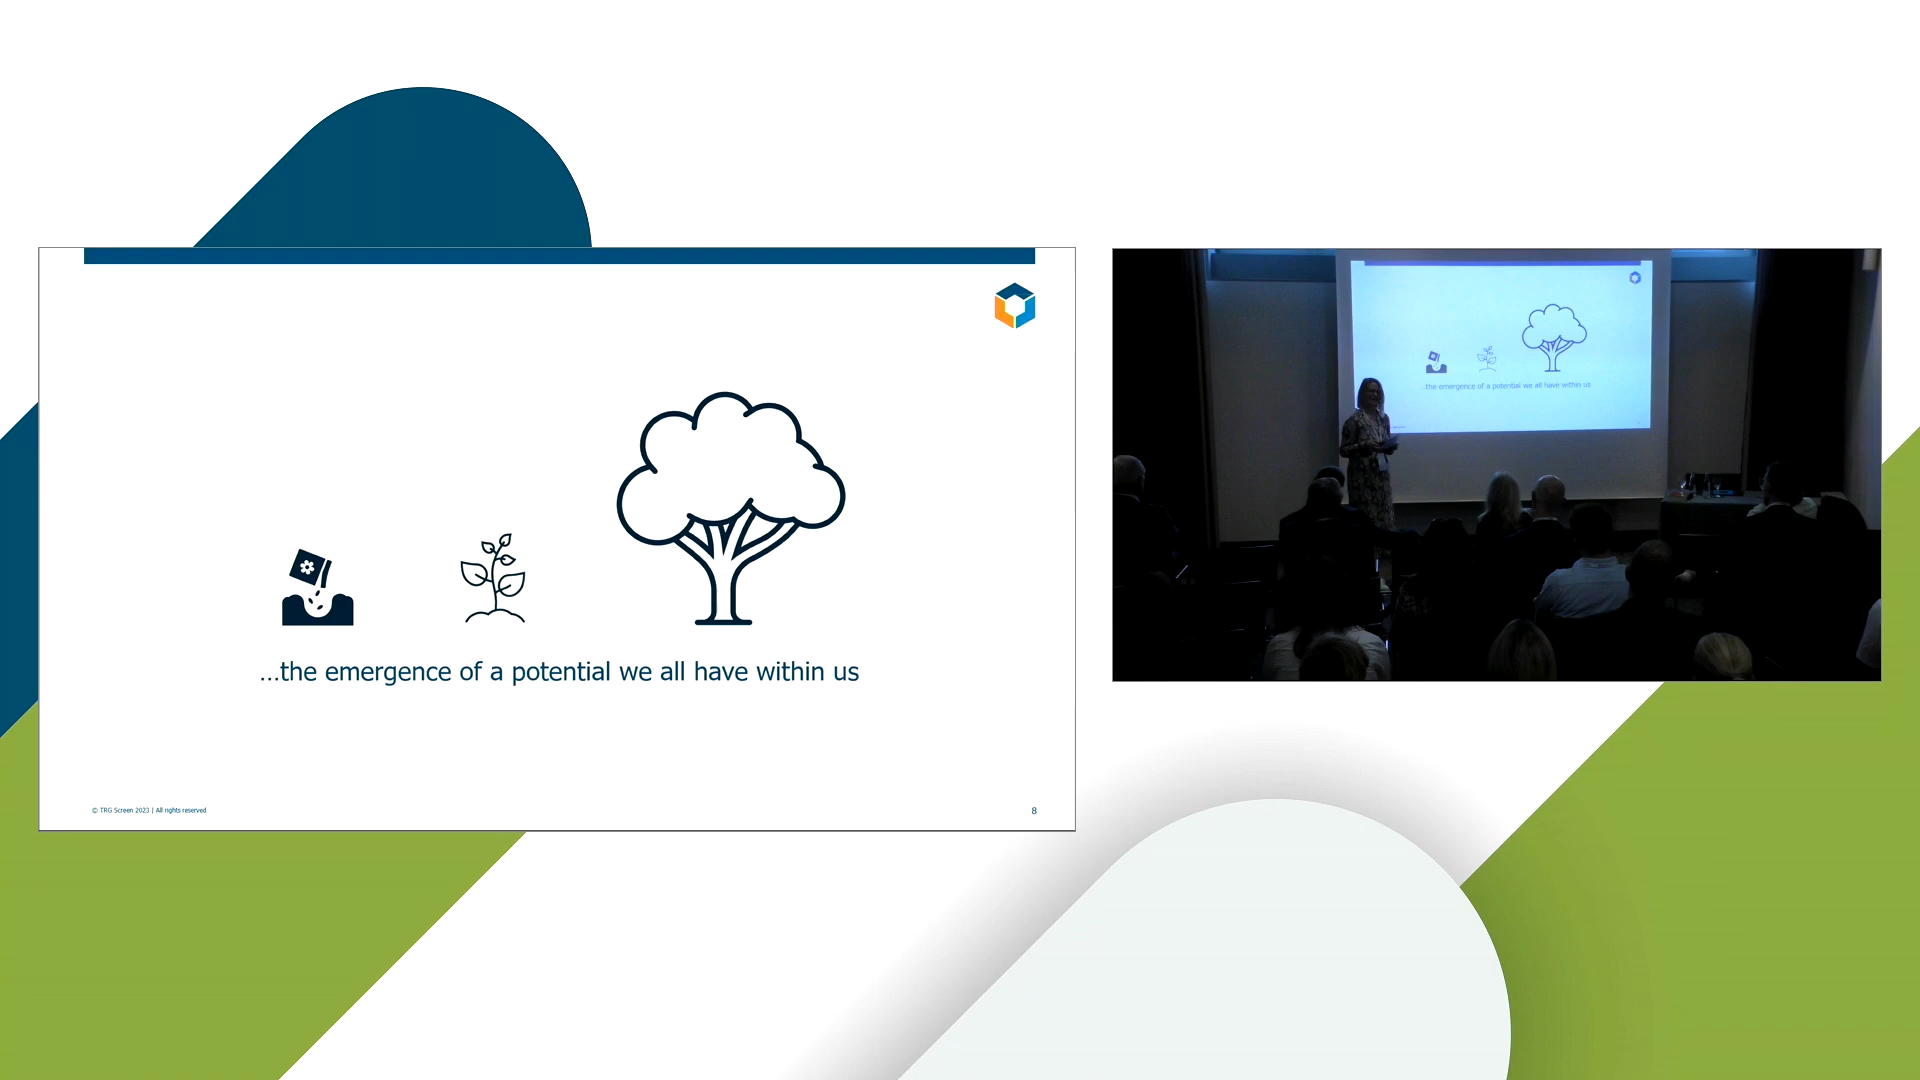 ...the emergence of a potential we all have within us
© TRG Screen 2023 | All rights reserved
8
...the emergence of a potential we all have within us